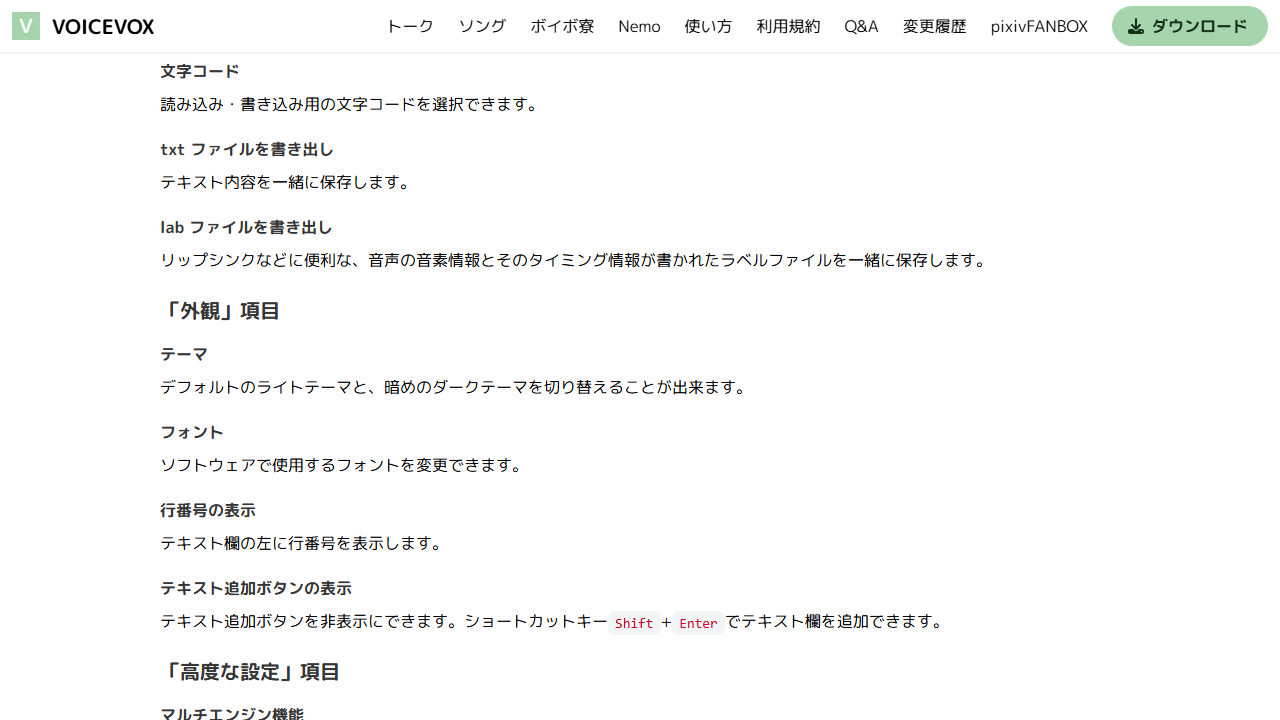 V VOICEVOX トーク ソング ボイボ寮 Nemo 使い方 利用規約 Q&A 変更履歴 pixivFANBOX ダウンロード
文字コード
読み込み・書き込み用の文字コードを選択できます。
txt ファイルを書き出し
テキスト内容を一緒に保存します。
lab ファイルを書き出し
リップシンクなどに便利な、音声の音素情報とそのタイミング情報が書かれたラベルファイルを一緒に保存します。
「外観」項目
テーマ
デフォルトのライトテーマと、暗めのダークテーマを切り替えることが出来ます。
フォント
ソフトウェアで使用するフォントを変更できます。
行番号の表示
テキスト欄の左に行番号を表示します。
テキスト追加ボタンの表示
テキスト追加ボタンを非表示にできます。ショートカットキー Shift + Enter でテキスト欄を追加できます。
「高度な設定」項目
マルチエンジン機能